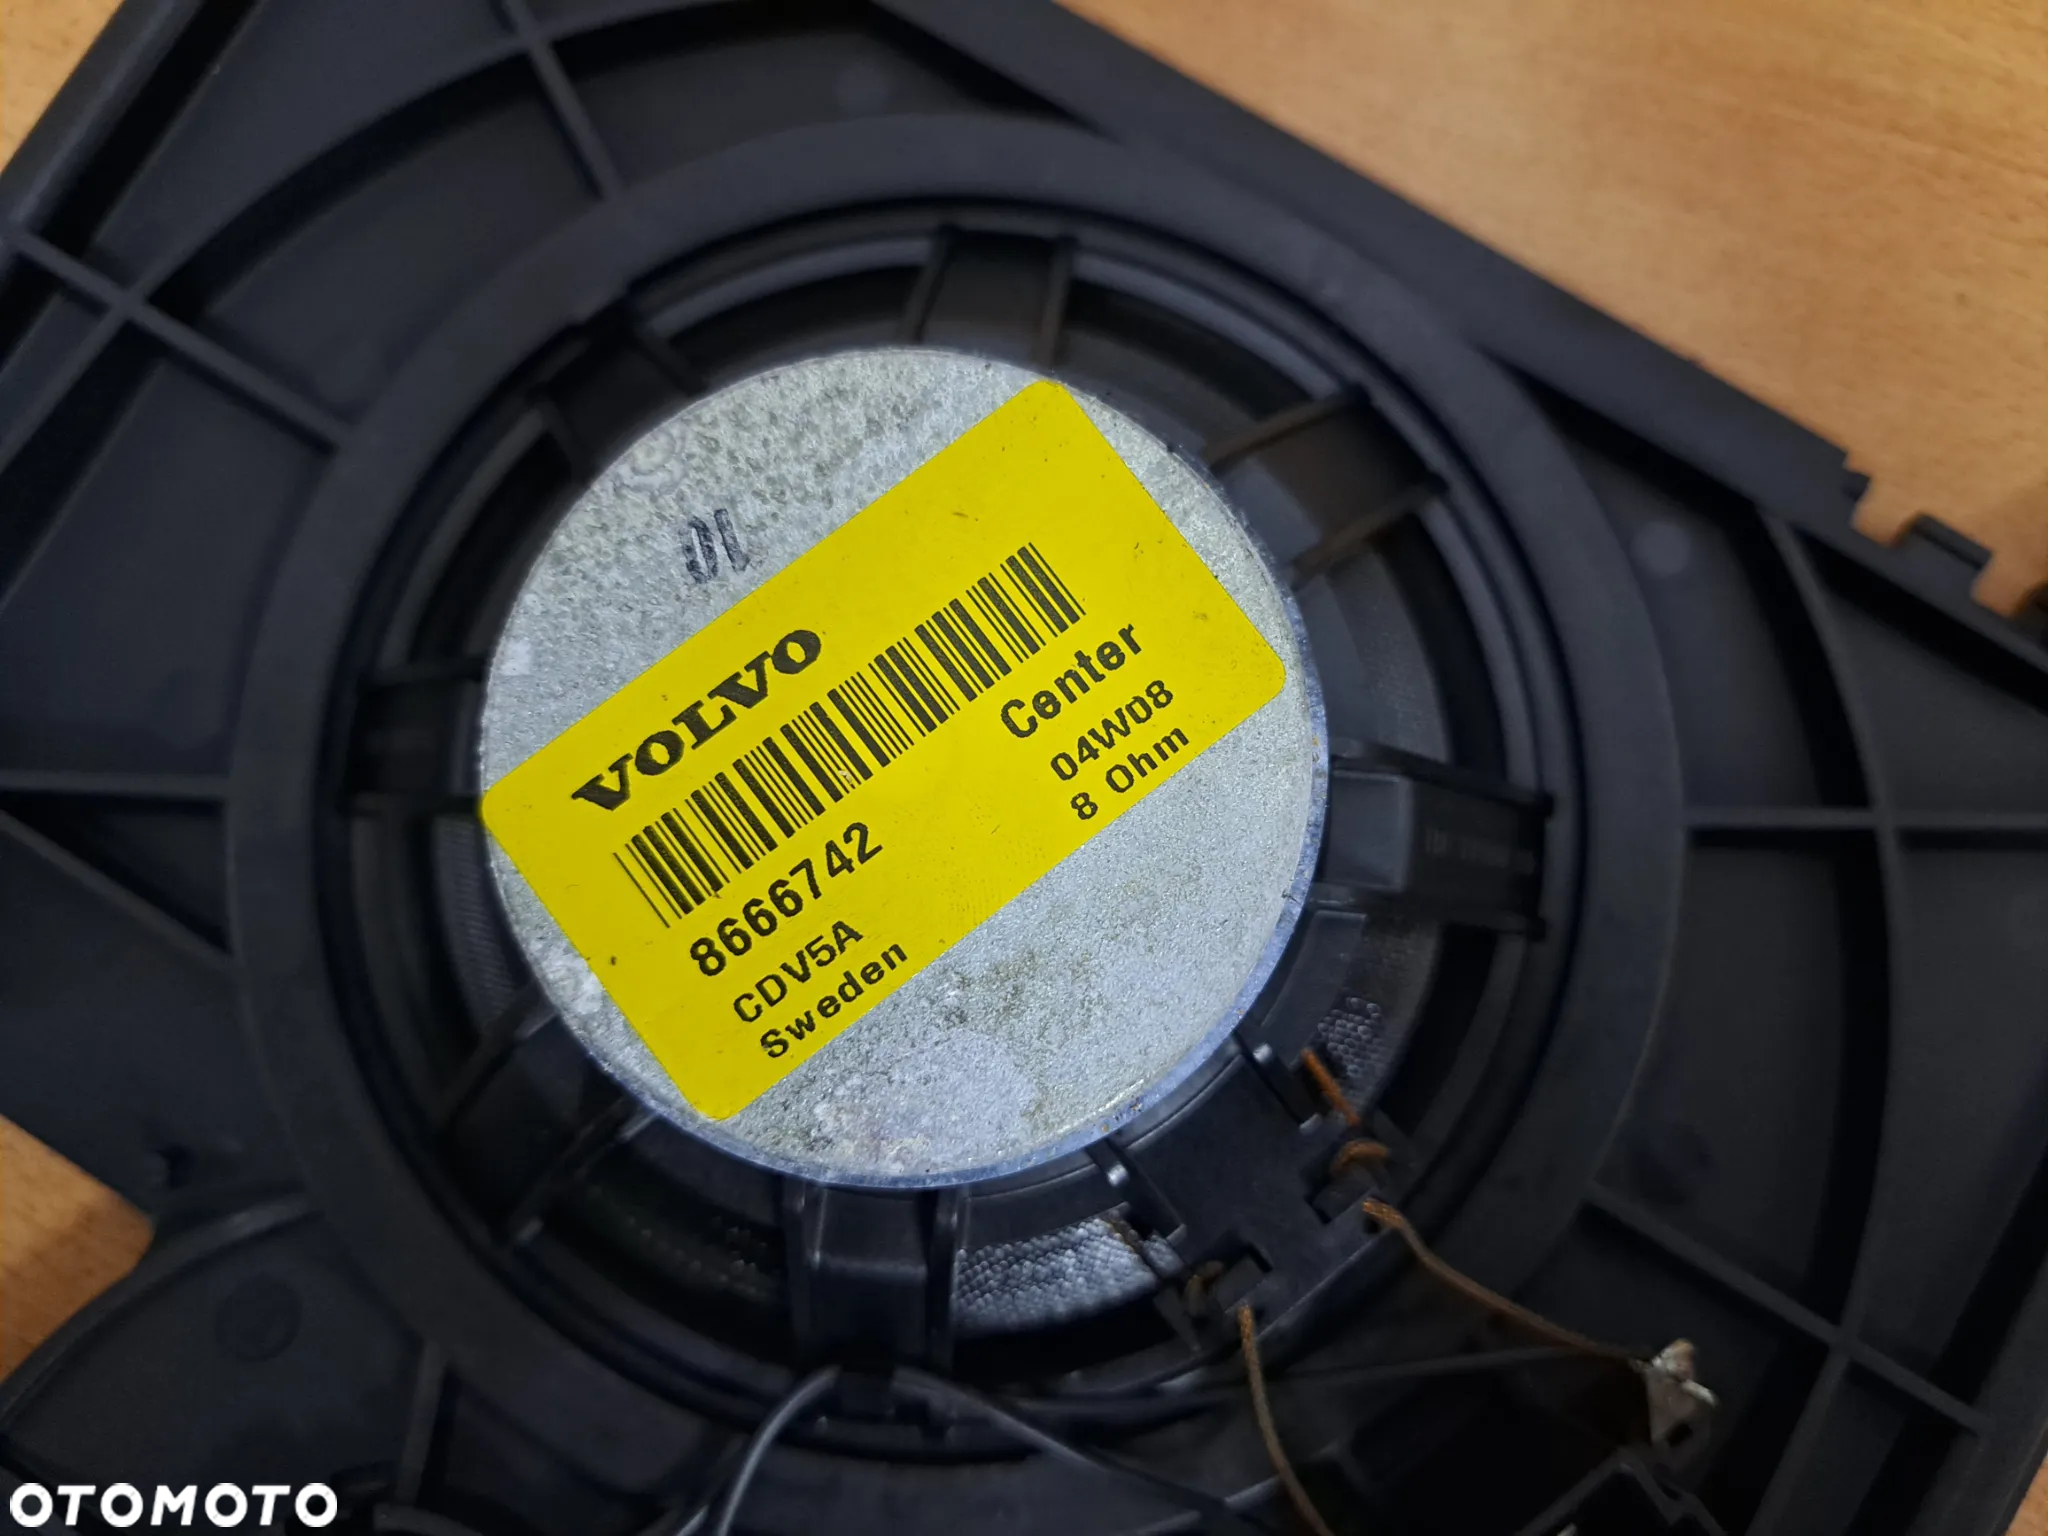 01
VOLVO
8666742
CDV5A
Sweden
Center
04W08
8 Ohm
OTOMOTO